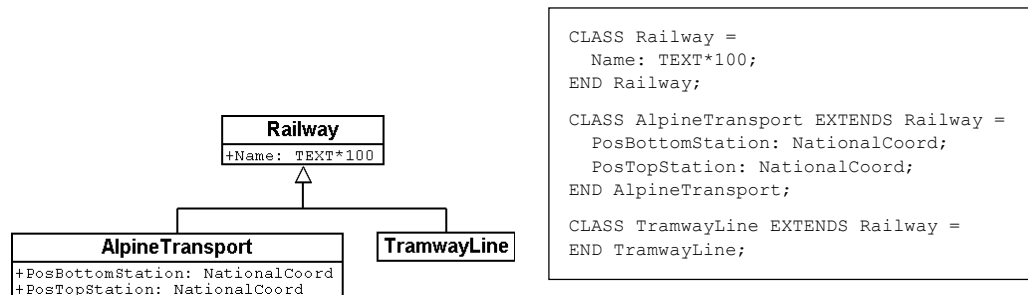 Railway
+Name: TEXT*100
AlpineTransport
+PosBottomStation: NationalCoord
+PosTopStation: NationalCoord
TramwayLine
CLASS Railway =
Name: TEXT*100;
END Railway;
CLASS AlpineTransport EXTENDS Railway =
PosBottomStation: NationalCoord;
PosTopStation: NationalCoord;
END AlpineTransport;
CLASS TramwayLine EXTENDS Railway =
END TramwayLine;